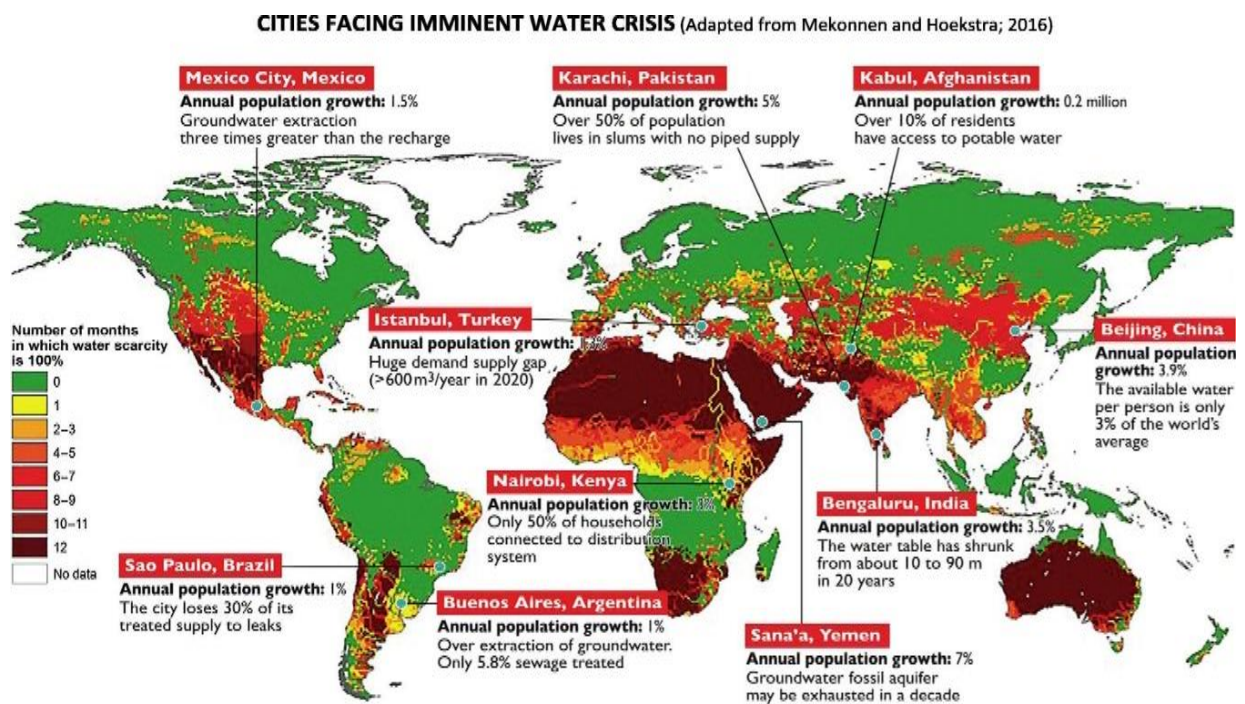 CITIES FACING IMMINENT WATER CRISIS (Adapted from Mekonnen and Hoekstra; 2016)
Mexico City, Mexico
Annual population growth: 1.5%
Groundwater extraction
three times greater than the recharge
Karachi, Pakistan
Annual population growth: 5%
Over 50% of population
lives in slums with no piped supply
Kabul, Afghanistan
Annual population growth: 0.2 million
Over 10% of residents
have access to potable water
Istanbul, Turkey
Annual population growth:
Huge demand supply gap
(>600m³/year in 2020)
Beijing, China
Annual population
growth: 3.9%
The available water
per person is only
3% of the world's
average
Number of months
in which water scarcity
is 100%
0
1
2–3
4–5
6–7
8–9
10–11
12
No data
Nairobi, Kenya
Annual population growth: 3%
Only 50% of households
connected to distribution
system
Bengaluru, India
Annual population growth: 3.5%
The water table has shrunk
from about 10 to 90 m
in 20 years
Sao Paulo, Brazil
Annual population growth: 1%
The city loses 30% of its
treated supply to leaks
Buenos Aires, Argentina
Annual population growth: 1%
Over extraction of groundwater.
Only 5.8% sewage treated
Sana'a, Yemen
Annual population growth: 7%
Groundwater fossil aquifer
may be exhausted in a decade